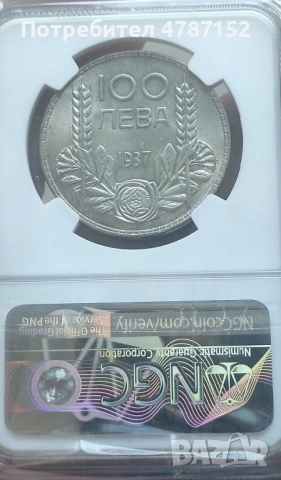 Потребител 4787152
100
ЛЕВА
1937
NGCcoin.com/verify
The Official Grading
Service of the PNG
NGC
Numismatic Guaranty
Corporation
BAZAR